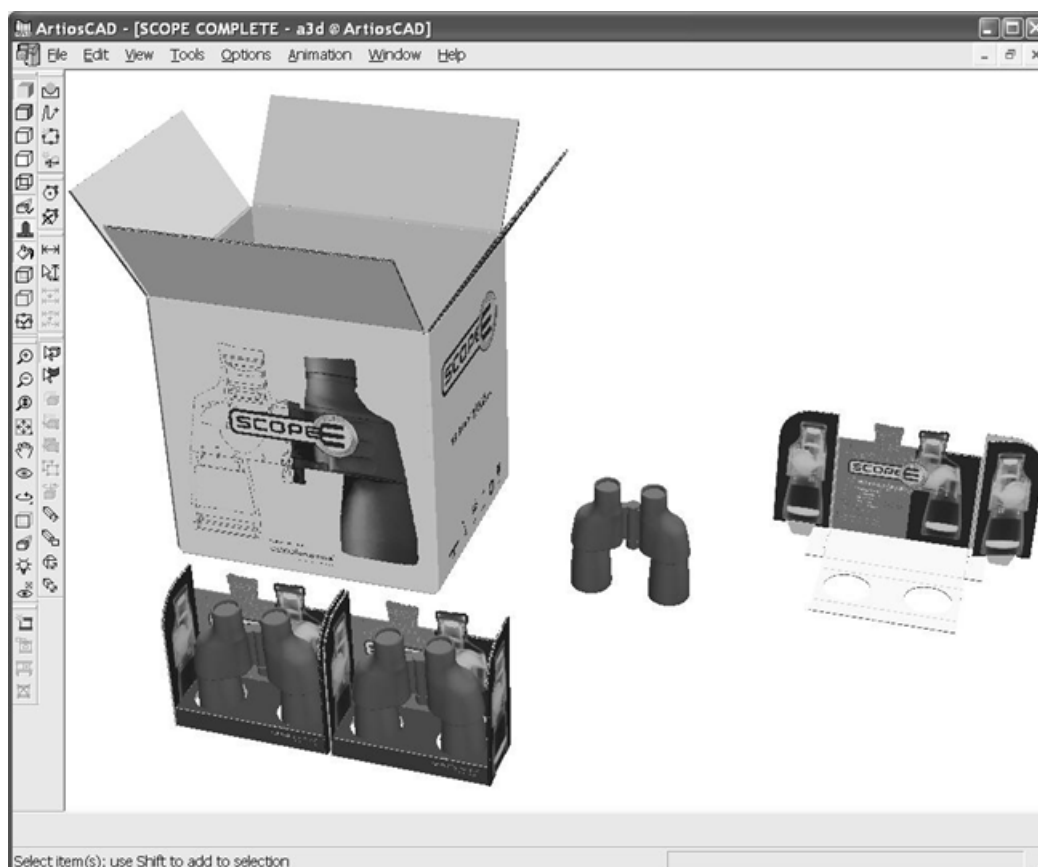 ArtiosCAD - [SCOPE COMPLETE - a3d @ ArtiosCAD]
File Edit View Tools Options Animation Window Help
SCOPE
SCOPE
SCOPE
Select item(s); use Shift to add to selection